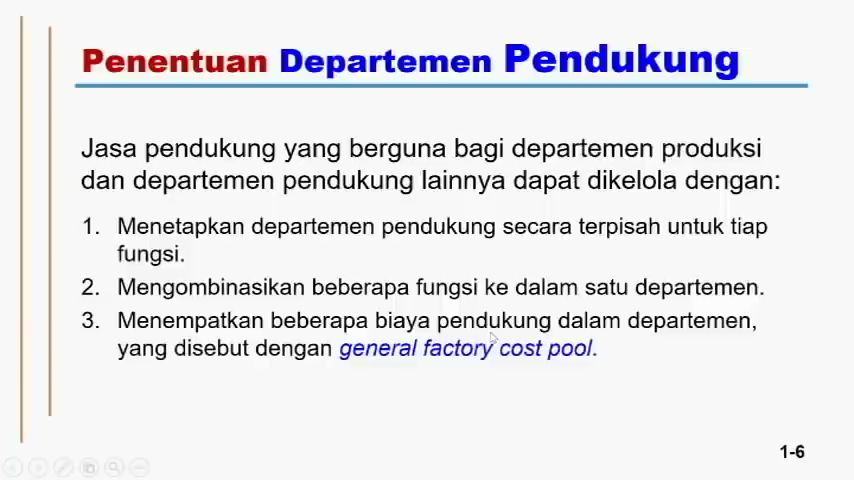 Penentuan Departemen Pendukung
Jasa pendukung yang berguna bagi departemen produksi
dan departemen pendukung lainnya dapat dikelola dengan:
1. Menetapkan departemen pendukung secara terpisah untuk tiap
fungsi.
2. Mengombinasikan beberapa fungsi ke dalam satu departemen.
3. Menempatkan beberapa biaya pendukung dalam departemen,
yang disebut dengan general factory cost pool.
1-6